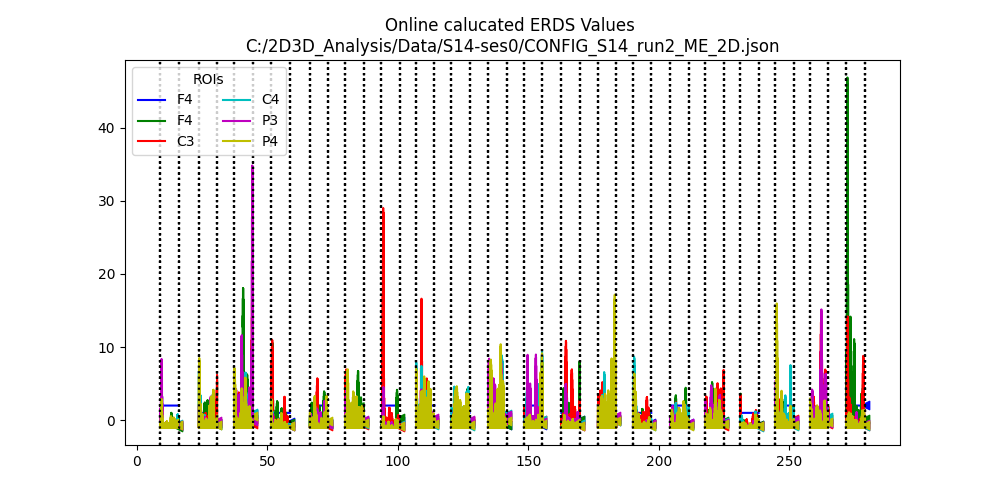 Online calucated ERDS Values
C:/2D3D_Analysis/Data/S14-ses0/CONFIG_S14_run2_ME_2D.json
ROIs
F4 C4
F4 P3
C3 P4
40
30
20
10
0
0 50 100 150 200 250